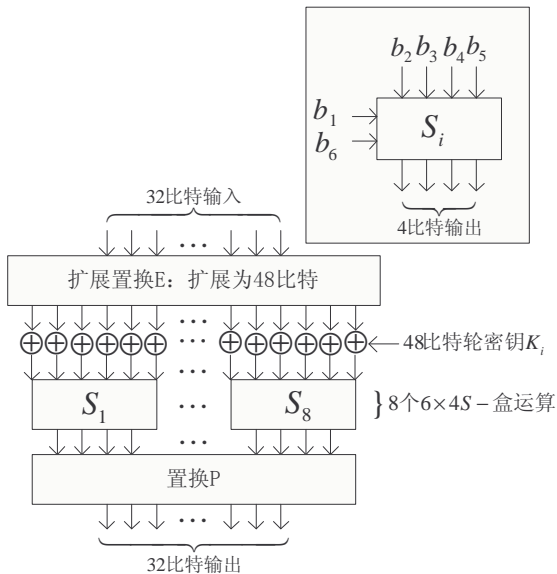 b₂ b₃ b₄ b₅
b₁
b₆
Sᵢ
4比特输出
32比特输入
扩展置换E：扩展为48比特
48比特轮密钥Kᵢ
S₁ … S₈
}8个6×4S－盒运算
置换P
32比特输出